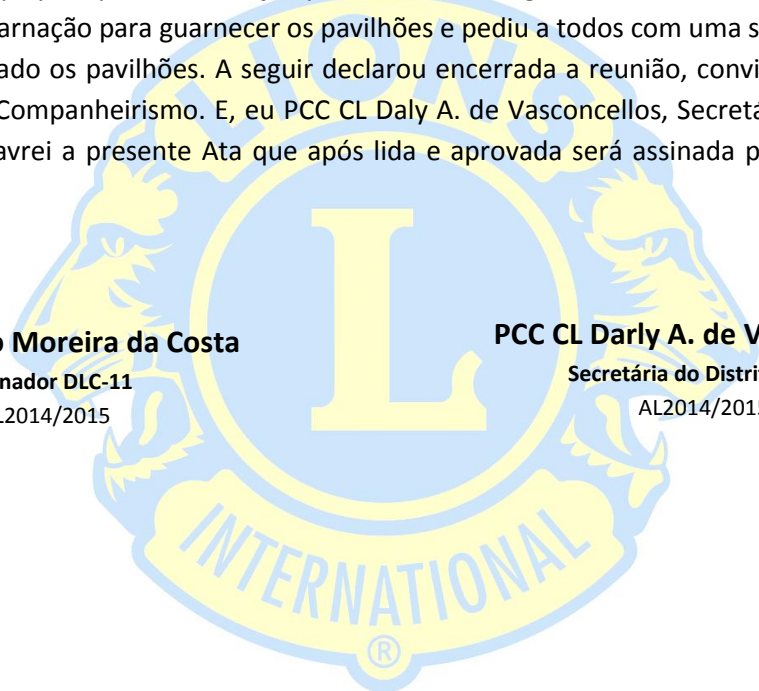 arnação para guarnecer os pavilhões e pediu a todos com uma s
ado os pavilhões. A seguir declarou encerrada a reunião, convi
Companheirismo. E, eu PCC CL Daly A. de Vasconcellos, Secretá
avrei a presente Ata que após lida e aprovada será assinada p
LIONS
L
o Moreira da Costa
PCC CL Darly A. de V
nador DLC-11
Secretária do Distri
L2014/2015
AL2014/2015
INTERNATIONAL
®